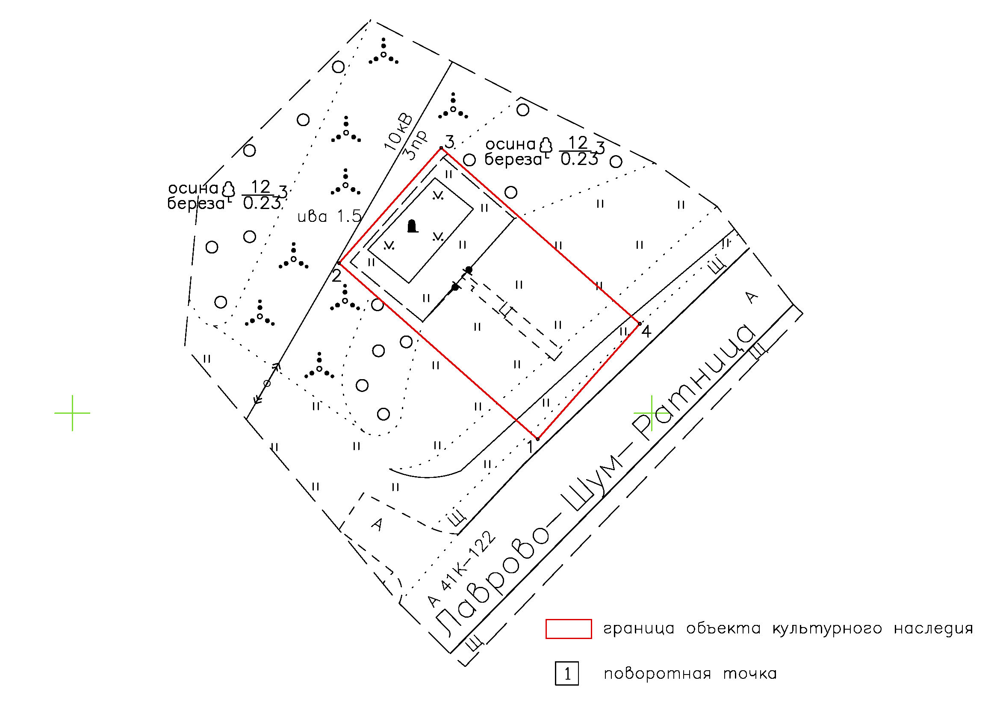 10кВ
3пр
3
осина 12 3
береза 0.23
осина 12 3
береза 0.23
ива 1.5
2
Щ
А
Ц
4
Щ
1
Щ
А
А 41К-122
Лаврово — Шум — Ратница
Щ
граница объекта культурного наследия
1 поворотная точка